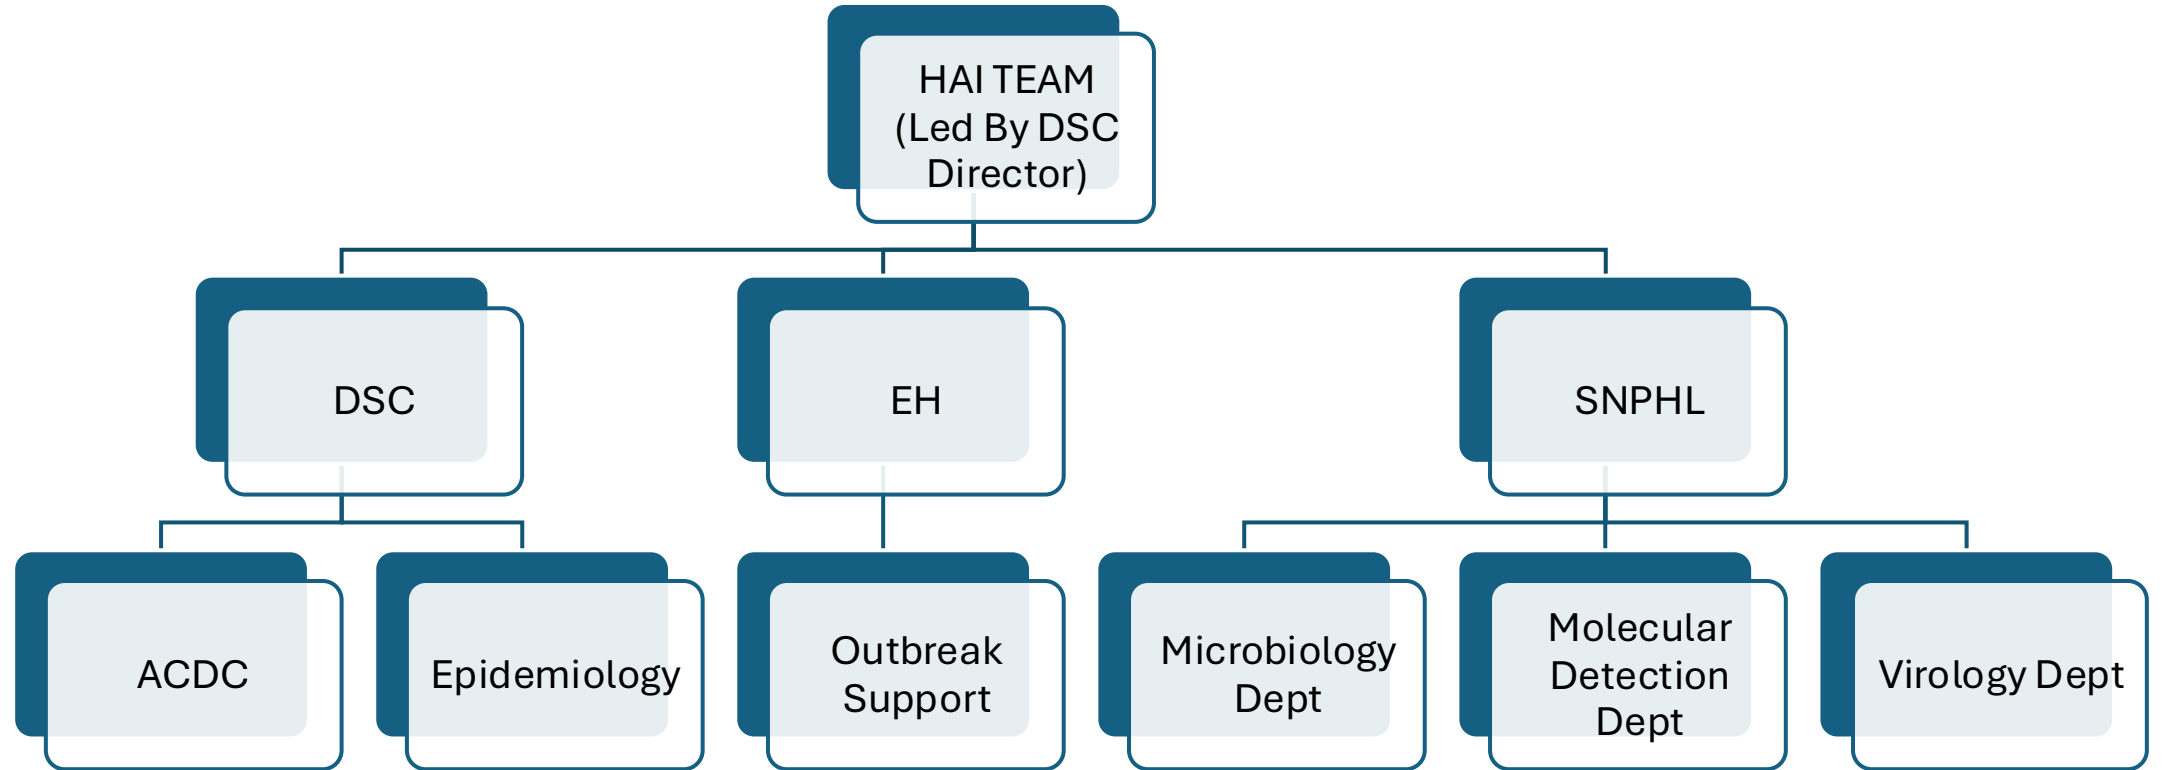 HAI TEAM
(Led By DSC
Director)
DSC
EH
SNPHL
ACDC
Epidemiology
Outbreak
Support
Microbiology
Dept
Molecular
Detection
Dept
Virology Dept